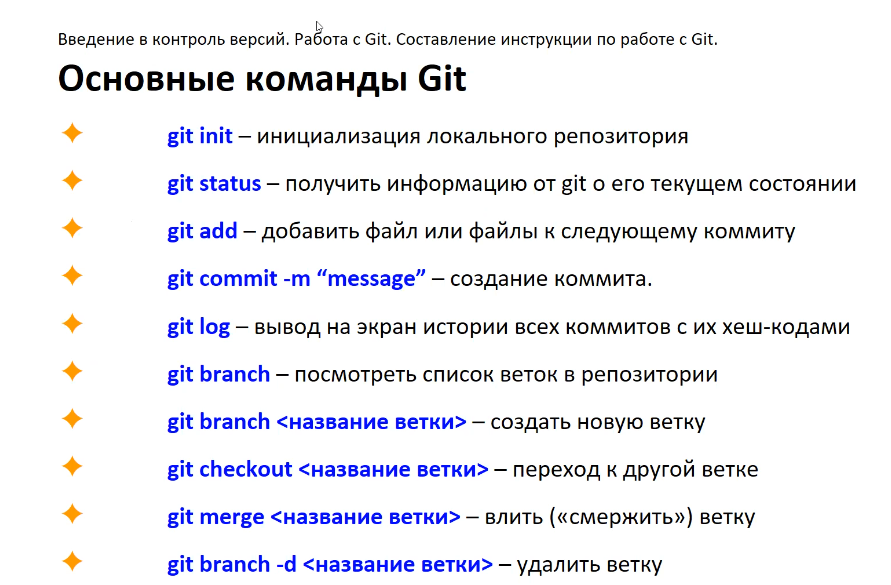 Введение в контроль версий. Работа с Git. Составление инструкции по работе с Git.
Основные команды Git
git init – инициализация локального репозитория
git status – получить информацию от git о его текущем состоянии
git add – добавить файл или файлы к следующему коммиту
git commit -m “message” – создание коммита.
git log – вывод на экран истории всех коммитов с их хеш-кодами
git branch – посмотреть список веток в репозитории
git branch <название ветки> – создать новую ветку
git checkout <название ветки> – переход к другой ветке
git merge <название ветки> – влить («смержить») ветку
git branch -d <название ветки> – удалить ветку